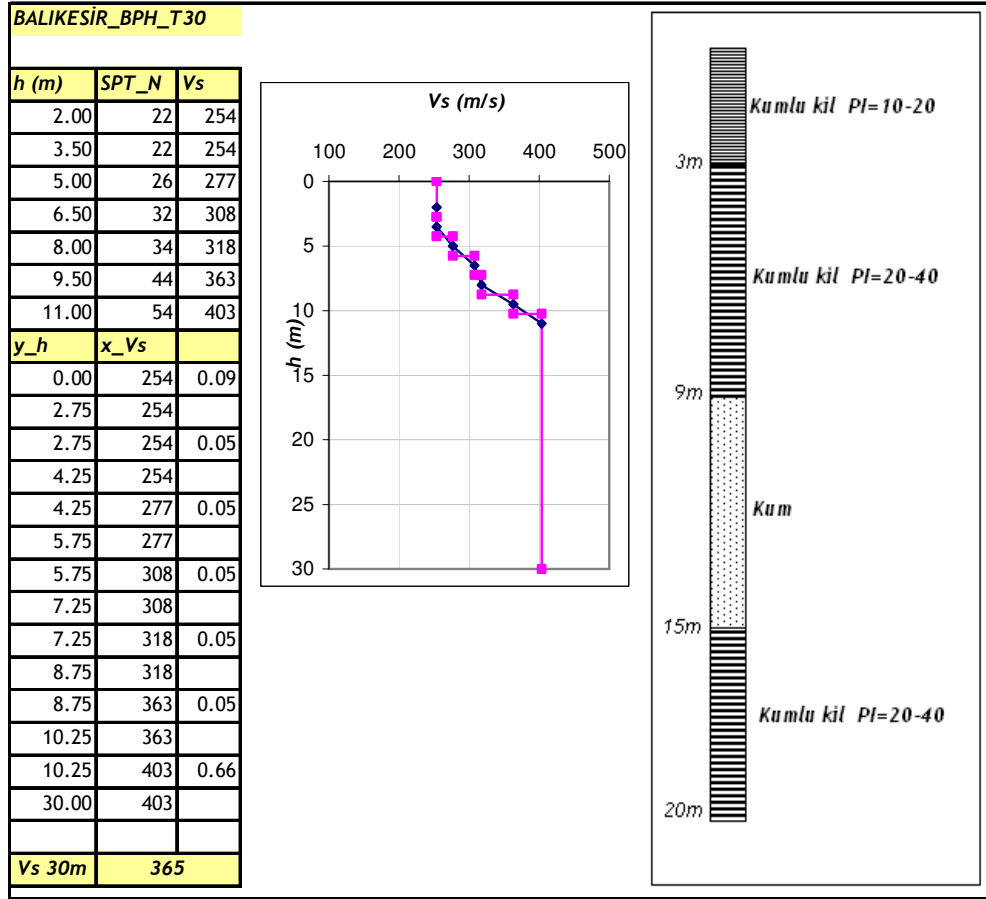 BALIKESİR_BPH_T30
h (m) SPT_N Vs
2.00 22 254
3.50 22 254
5.00 26 277
6.50 32 308
8.00 34 318
9.50 44 363
11.00 54 403
y_h x_Vs
0.00 254 0.09
2.75 254
2.75 254 0.05
4.25 254
4.25 277 0.05
5.75 277
5.75 308 0.05
7.25 308
7.25 318 0.05
8.75 318
8.75 363 0.05
10.25 363
10.25 403 0.66
30.00 403
Vs 30m 365
Vs (m/s)
100 200 300 400 500
0
5
10
15
20
25
30
h (m)
Kumlu kil PI=10-20
3m
Kumlu kil PI=20-40
9m
Kum
15m
Kumlu kil PI=20-40
20m